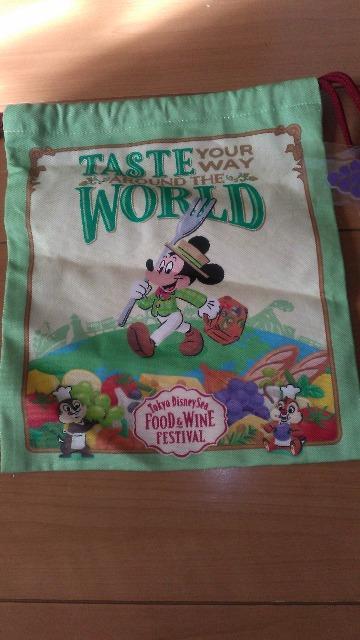 TASTE YOUR
WAY
AROUND THE
WORLD
Tokyo DisneySea
FOOD & WINE
FESTIVAL